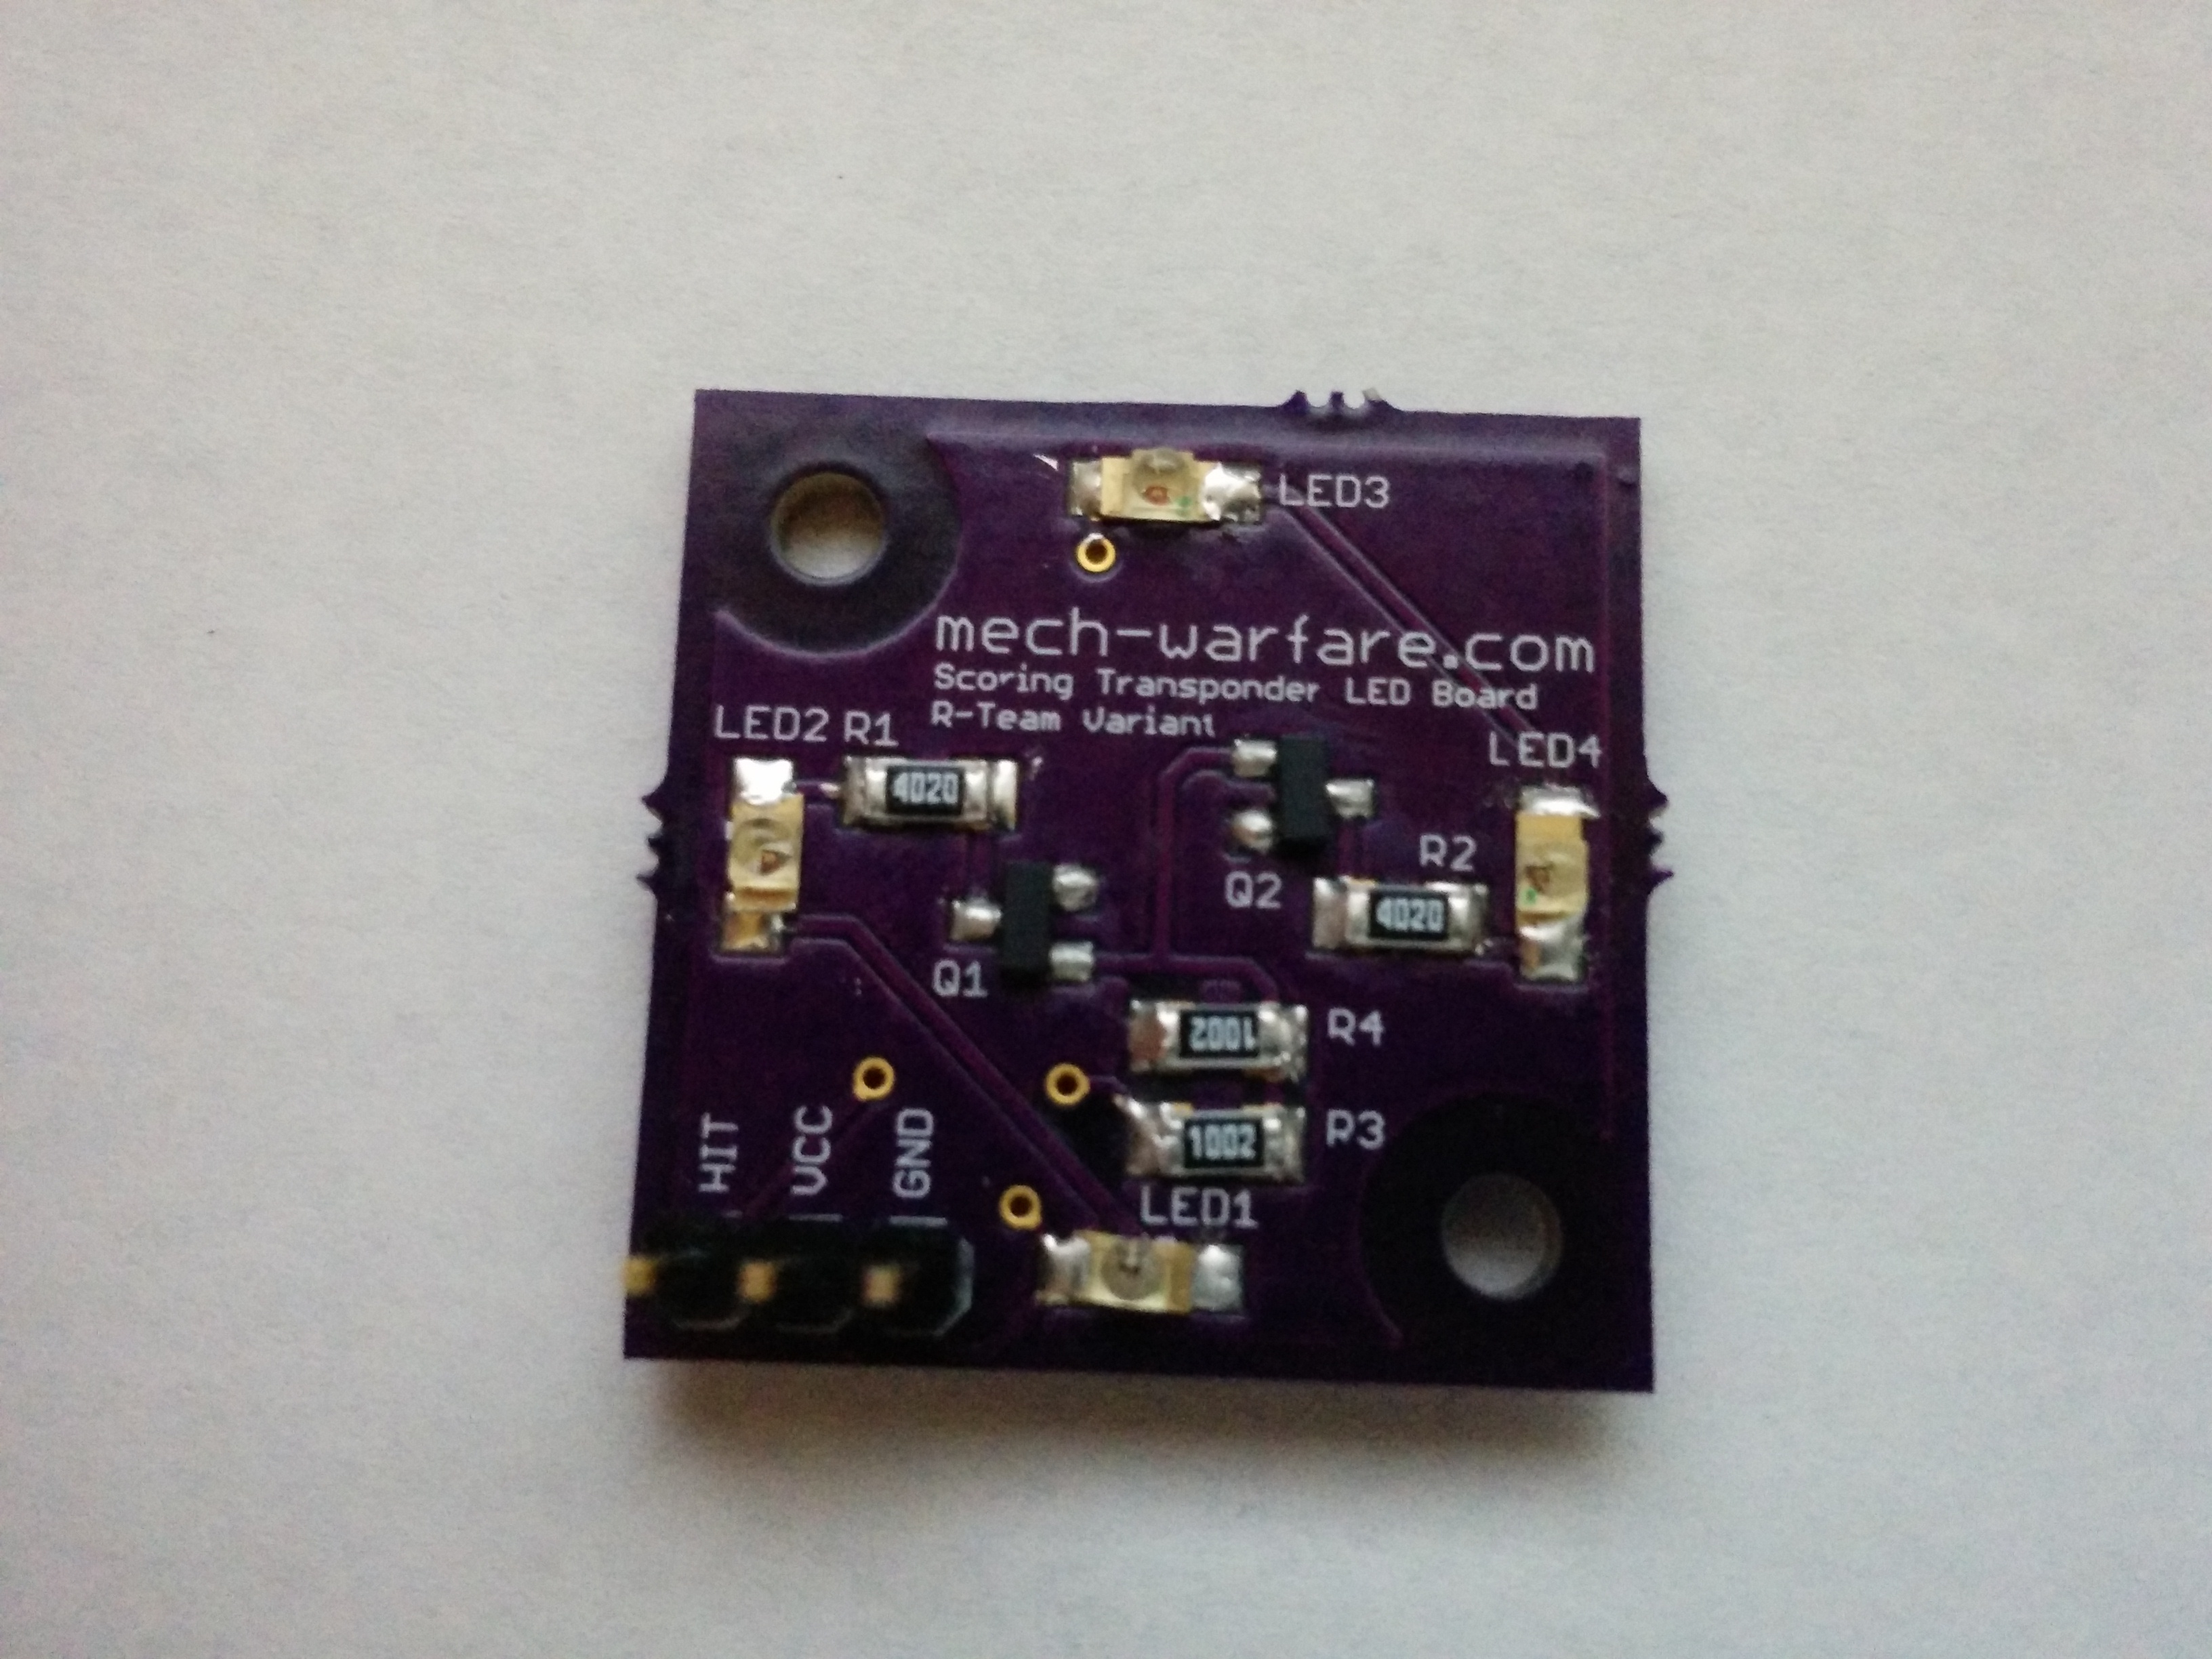 LED3
mech-warfare.com
Scoring Transponder LED Board
R-Team Variant
LED2 R1
LED4
4020
R2
Q2
4020
Q1
1002
R4
1002
R3
HIT
VCC
GND
LED1